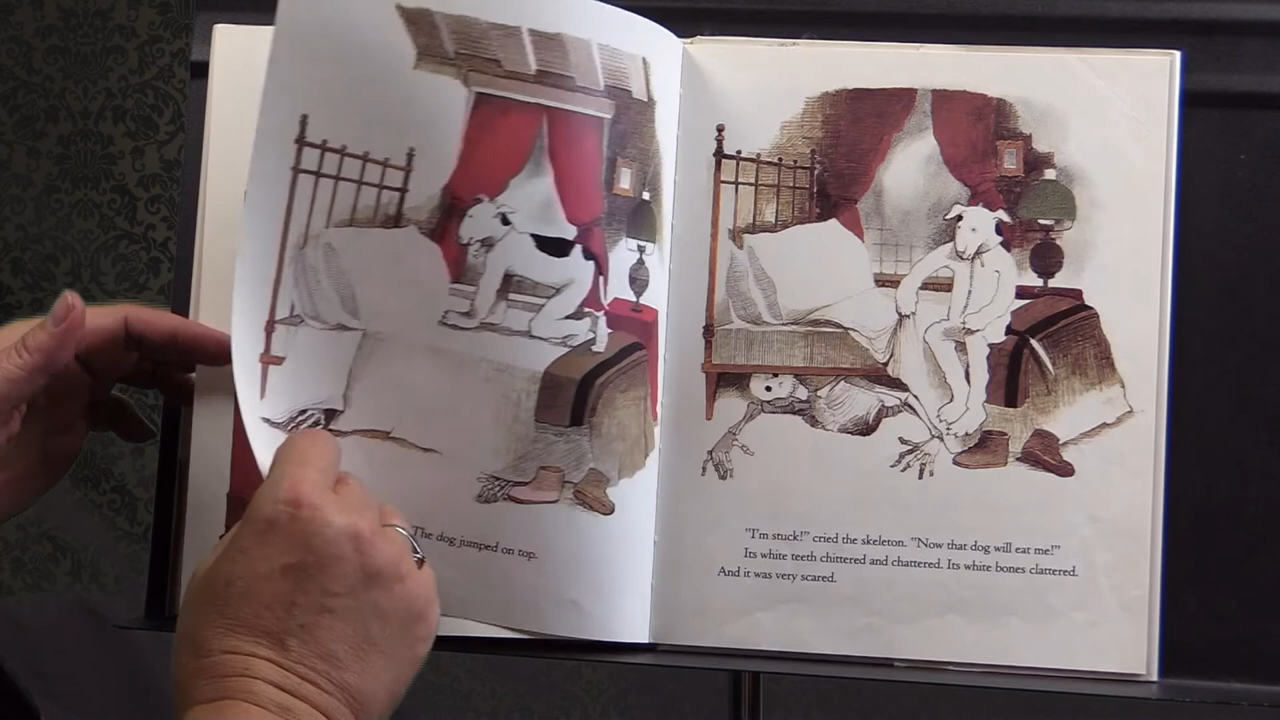 The dog jumped on top.
"I'm stuck!" cried the skeleton. "Now that dog will eat me!"
Its white teeth chittered and chattered. Its white bones clattered.
And it was very scared.